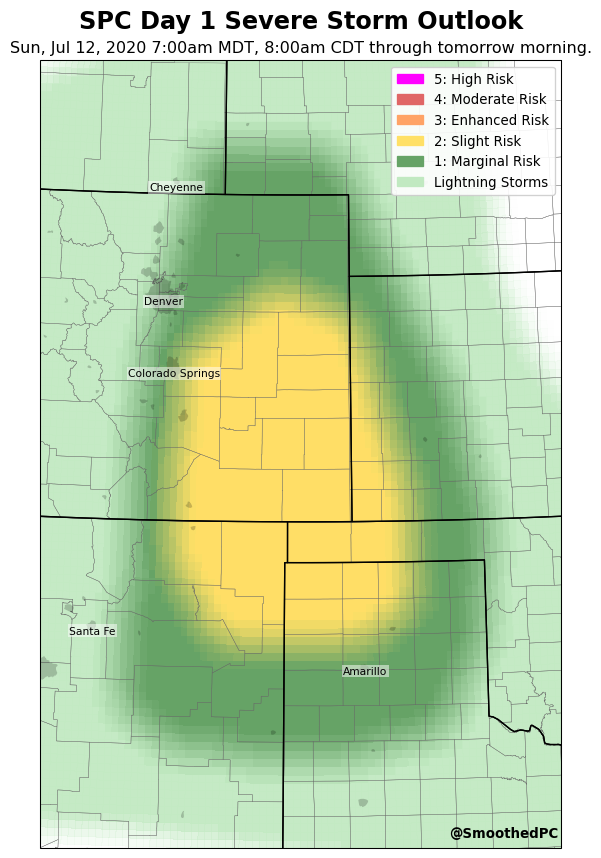 SPC Day 1 Severe Storm Outlook
Sun, Jul 12, 2020 7:00am MDT, 8:00am CDT through tomorrow morning.
5: High Risk
4: Moderate Risk
3: Enhanced Risk
2: Slight Risk
1: Marginal Risk
Lightning Storms
Cheyenne
Denver
Colorado Springs
Santa Fe
Amarillo
@SmoothedPC